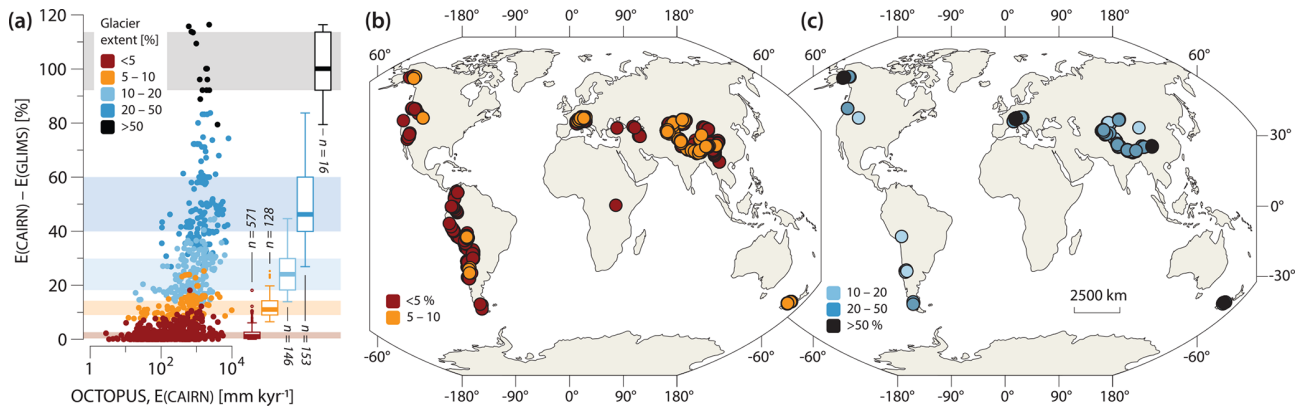 (a)
E(CAIRN) – E(GLIMS) [%]
120
100
80
60
40
20
0
Glacier
extent [%]
<5
5 – 10
10 – 20
20 – 50
>50
n = 571
n = 128
n = 146
n = 153
n = 16
1
10²
10⁴
OCTOPUS, E(CAIRN) [mm kyr⁻¹]
(b)
-180° -90° 0° 90° 180°
60°
<5 %
5 – 10
-60°
-180° -90° 0° 90° 180°
(c)
-180° -90° 0° 90° 180°
60°
30°
0°
-30°
10 – 20
20 – 50
>50 %
2500 km
-60°
-60°
-180° -90° 0° 90° 180°